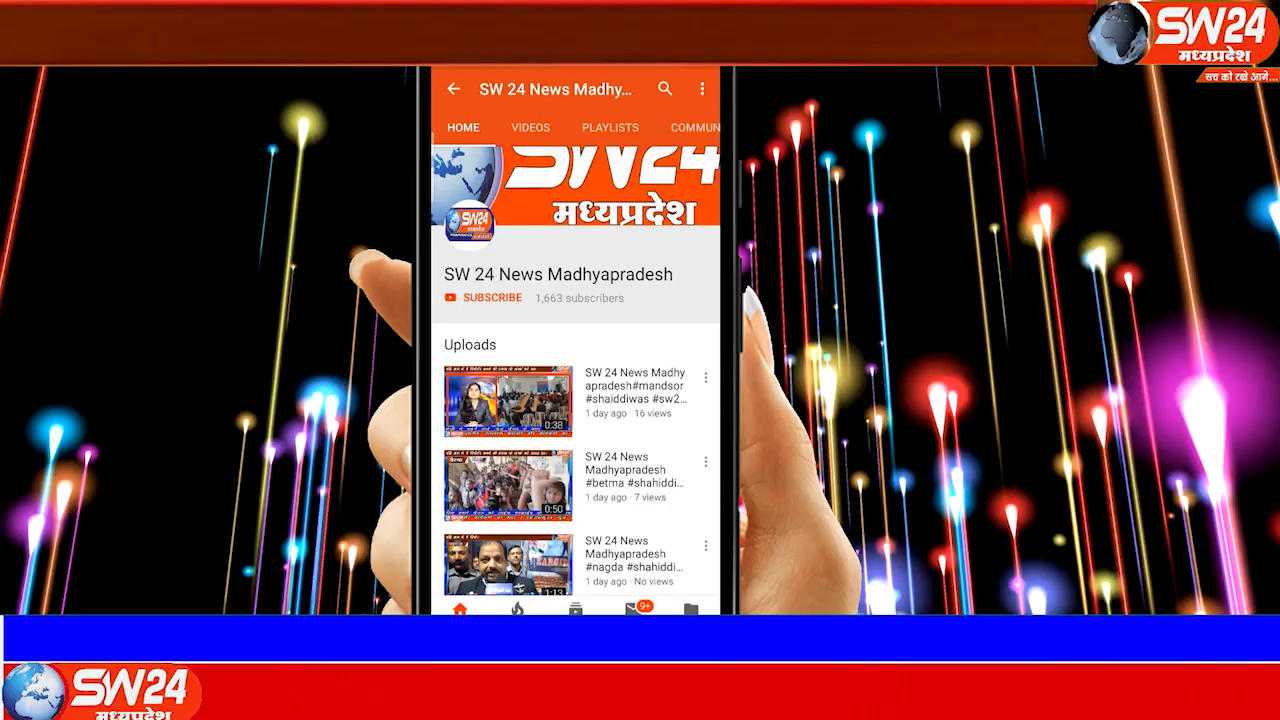 SW24
मध्यप्रदेश
सच को रखे आगे...
SW 24 News Madhy...
HOME VIDEOS PLAYLISTS COMMUN
SW24
मध्यप्रदेश
SW24
SW 24 News Madhyapradesh
SUBSCRIBE 1,663 subscribers
Uploads
SW 24 News Madhy
apradesh#mandsor
#shaiddiwas #sw2...
1 day ago · 16 views
0:38
SW 24 News
Madhyapradesh
#betma #shahiddi...
1 day ago · 7 views
0:50
SW 24 News
Madhyapradesh
#nagda #shahiddi...
1 day ago · No views
1:13
9+
SW24
मध्यप्रदेश